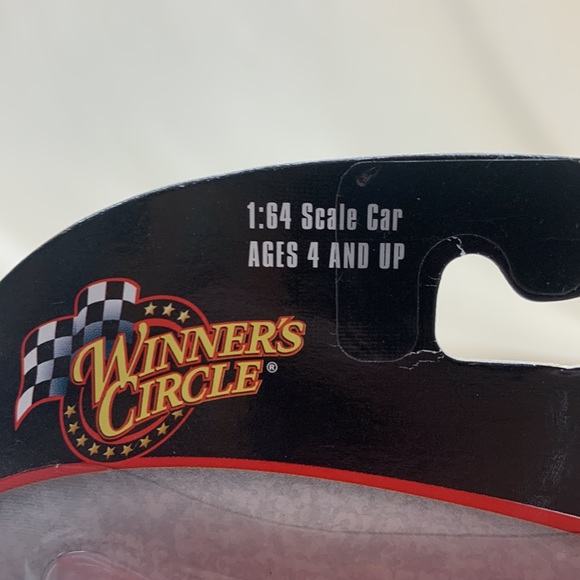 1:64 Scale Car
AGES 4 AND UP
WINNER'S
CIRCLE®